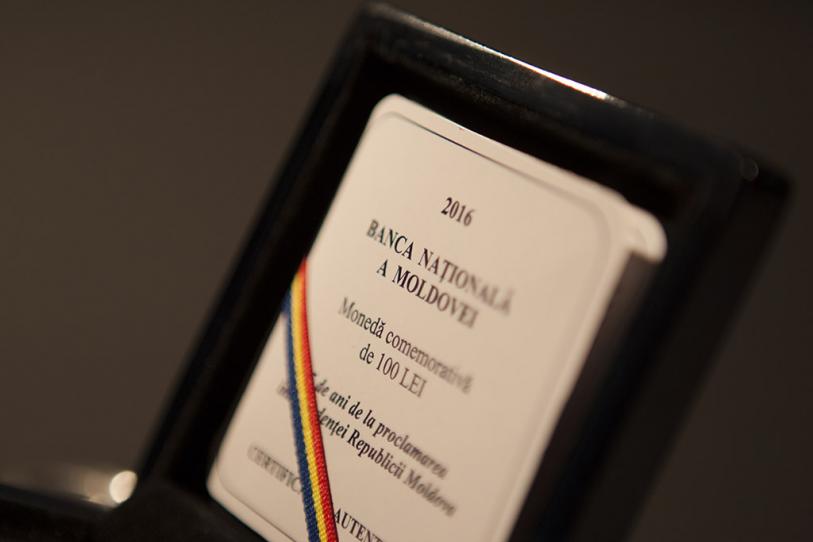 2016
BANCA NAȚIONALĂ
A MOLDOVEI
Monedă comemorativă
de 100 LEI
de ani de la proclamarea
Republicii Moldova